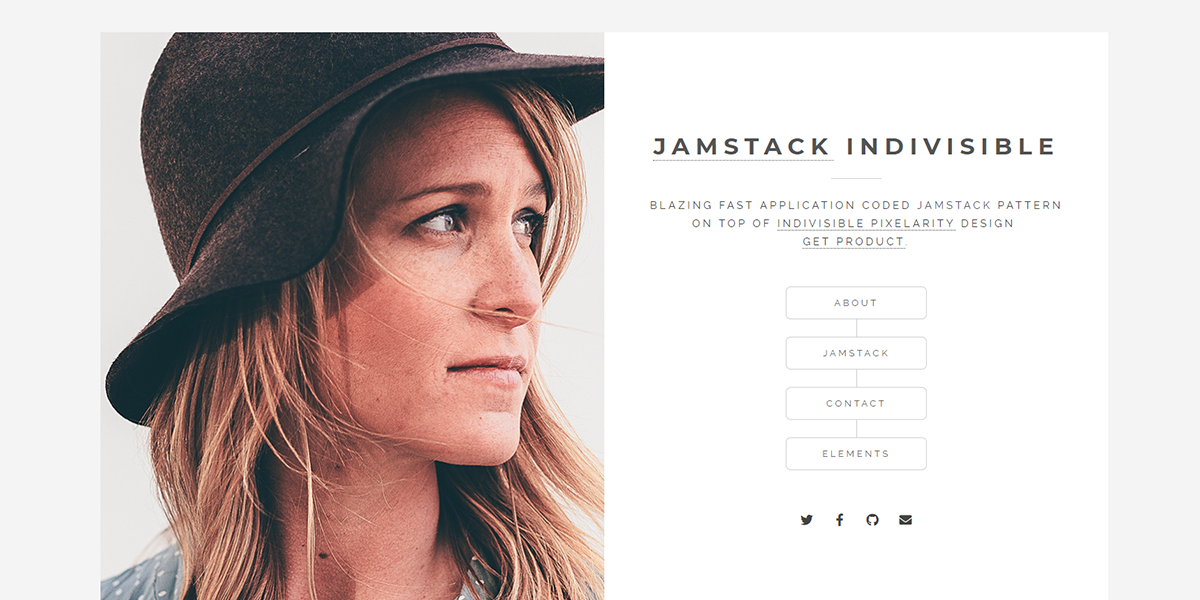 JAMSTACK INDIVISIBLE
BLAZING FAST APPLICATION CODED JAMSTACK PATTERN
ON TOP OF INDIVISIBLE PIXELARITY DESIGN
GET PRODUCT.
ABOUT
JAMSTACK
CONTACT
ELEMENTS